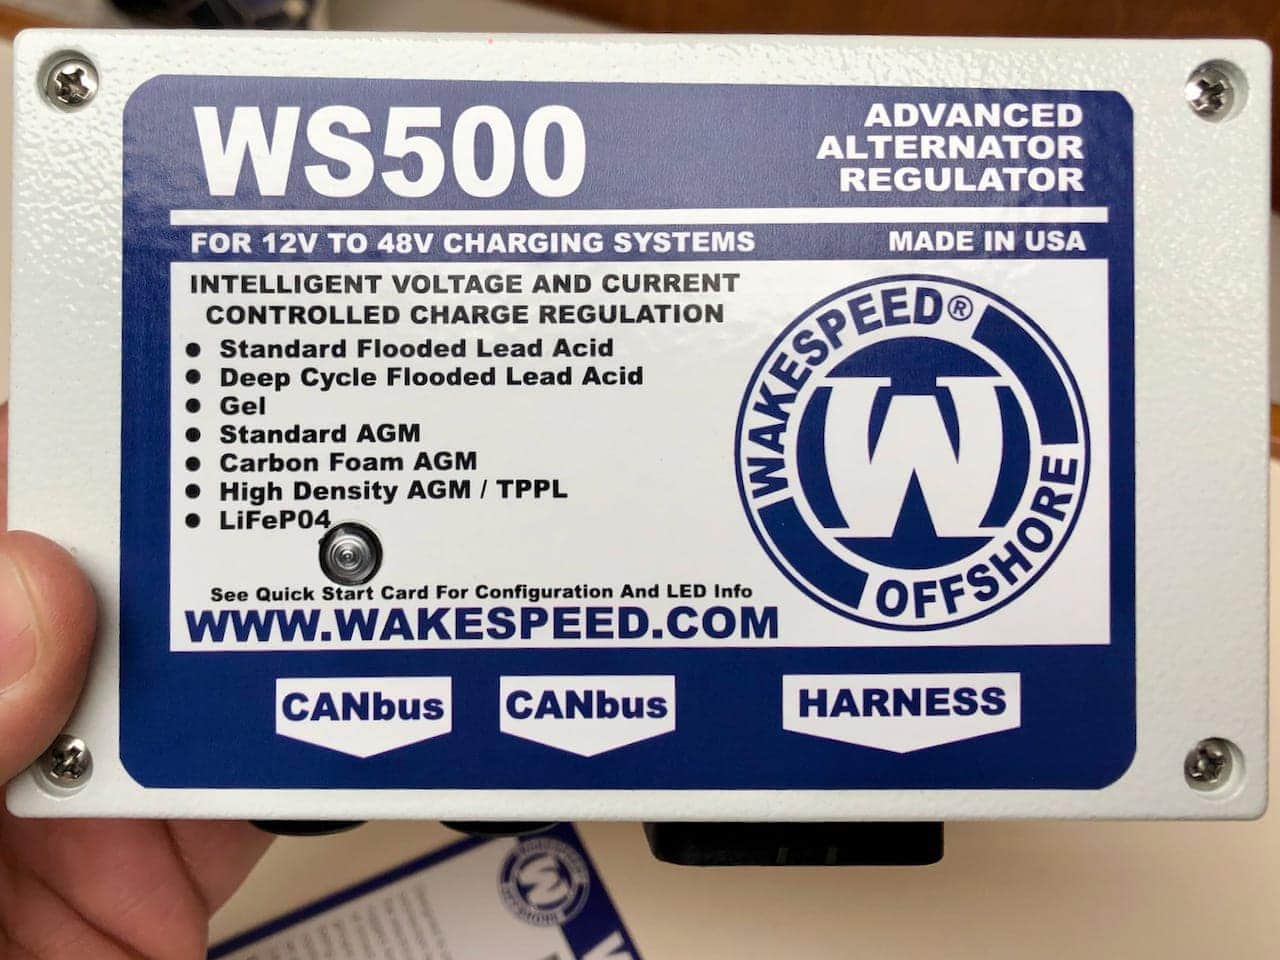 WS500
ADVANCED
ALTERNATOR
REGULATOR
FOR 12V TO 48V CHARGING SYSTEMS
MADE IN USA
INTELLIGENT VOLTAGE AND CURRENT
CONTROLLED CHARGE REGULATION
• Standard Flooded Lead Acid
• Deep Cycle Flooded Lead Acid
• Gel
• Standard AGM
• Carbon Foam AGM
• High Density AGM / TPPL
• LiFeP04
See Quick Start Card For Configuration And LED Info
WWW.WAKESPEED.COM
WAKESPEED®
W
OFFSHORE
CANbus
CANbus
HARNESS
W